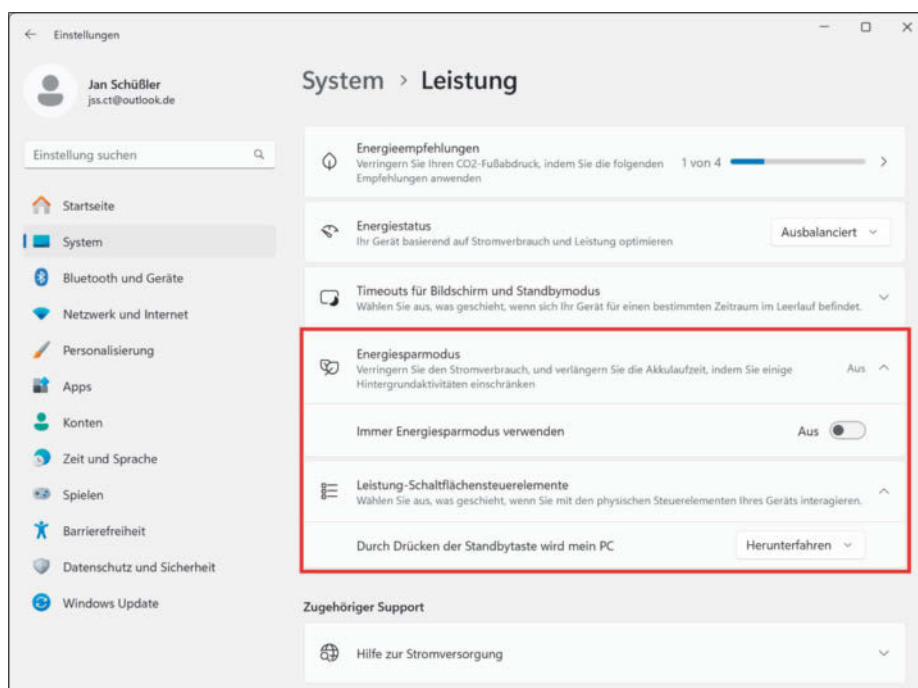 Einstellungen
Jan Schüßler
jss.ct@outlook.de
Einstellung suchen
Startseite
System
Bluetooth und Geräte
Netzwerk und Internet
Personalisierung
Apps
Konten
Zeit und Sprache
Spielen
Barrierefreiheit
Datenschutz und Sicherheit
Windows Update
System > Leistung
Energieempfehlungen
Verringern Sie Ihren CO2-Fußabdruck, indem Sie die folgenden
Empfehlungen anwenden
1 von 4
Energiestatus
Ihr Gerät basierend auf Stromverbrauch und Leistung optimieren
Ausbalanciert
Timeouts für Bildschirm und Standbymodus
Wählen Sie aus, was geschieht, wenn sich Ihr Gerät für einen bestimmten Zeitraum im Leerlauf befindet.
Energiesparmodus
Verringern Sie den Stromverbrauch, und verlängern Sie die Akkulaufzeit, indem Sie einige
Hintergrundaktivitäten einschränken
Aus
Immer Energiesparmodus verwenden
Aus
Leistung-Schaltflächensteuerelemente
Wählen Sie aus, was geschieht, wenn Sie mit den physischen Steuerelementen Ihres Geräts interagieren.
Durch Drücken der Standbytaste wird mein PC
Herunterfahren
Zugehöriger Support
Hilfe zur Stromversorgung